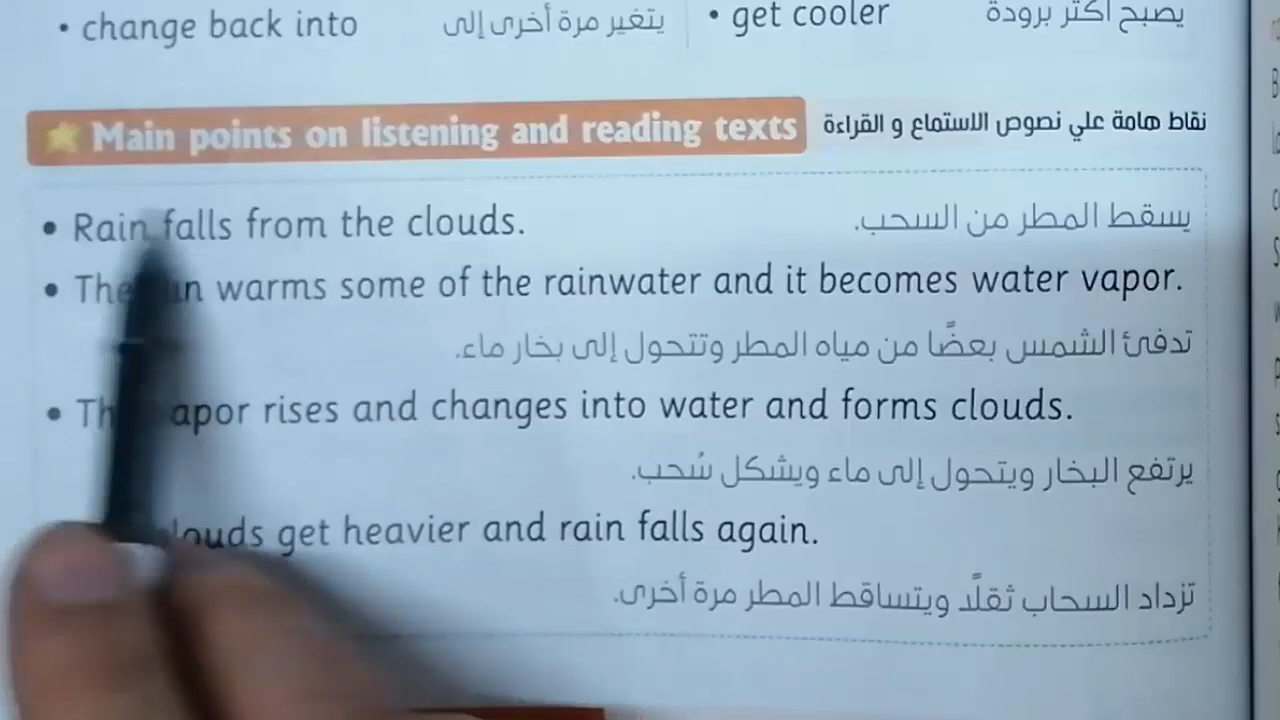 • change back into يتغير مرة أخرى إلى • get cooler يصبح أكثر برودة
Main points on listening and reading texts نقاط هامة علي نصوص الاستماع و القراءة
• Rain falls from the clouds. يسقط المطر من السحب.
• warms some of the rainwater and it becomes water vapor.
تدفئ الشمس بعضًا من مياه المطر وتتحول إلى بخار ماء.
• rises and changes into water and forms clouds.
يرتفع البخار ويتحول إلى ماء ويشكل سُحب.
get heavier and rain falls again.
تزداد السحاب ثقلًا ويتساقط المطر مرة أخرى.